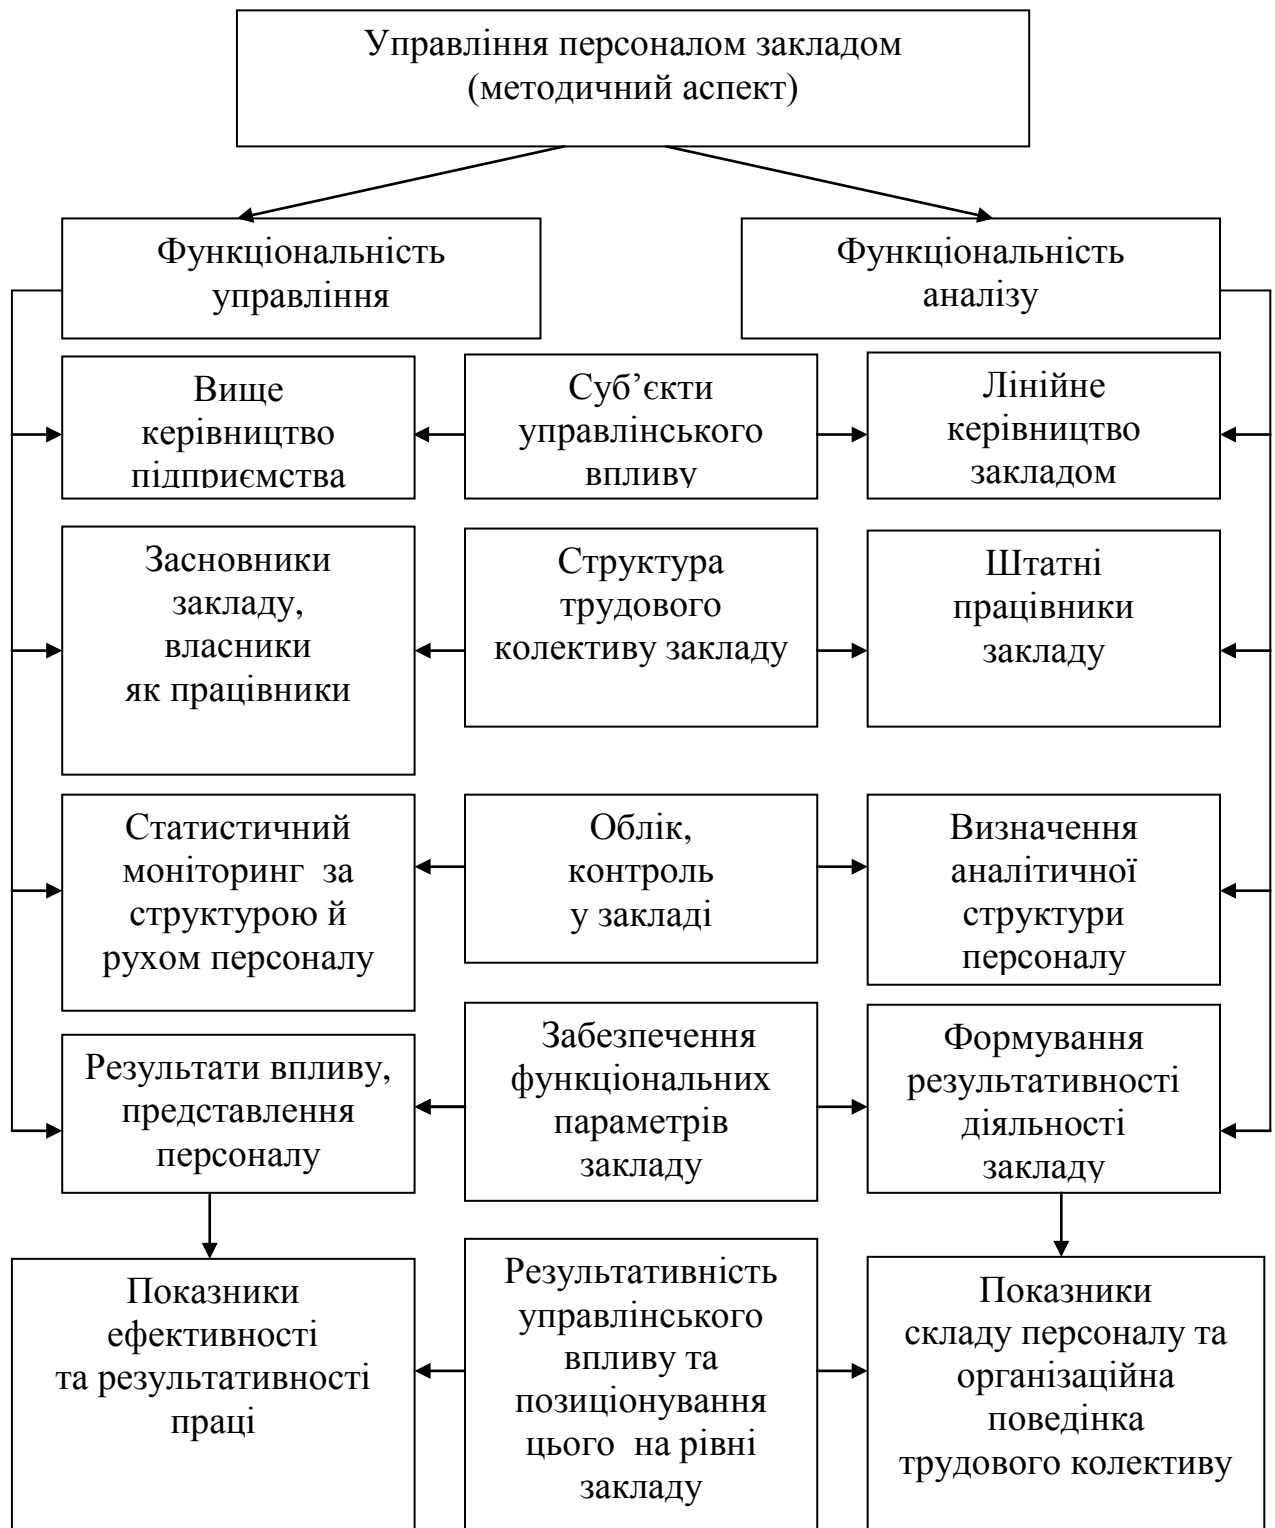 Управління персоналом закладом
(методичний аспект)
Функціональність
управління
Функціональність
аналізу
Вище
керівництво
підприємства
Суб’єкти
управлінського
впливу
Лінійне
керівництво
закладом
Засновники
закладу,
власники
як працівники
Структура
трудового
колективу закладу
Штатні
працівники
закладу
Статистичний
моніторинг за
структурою й
рухом персоналу
Облік,
контроль
у закладі
Визначення
аналітичної
структури
персоналу
Результати впливу,
представлення
персоналу
Забезпечення
функціональних
параметрів
закладу
Формування
результативності
діяльності
закладу
Показники
ефективності
та результативності
праці
Результативність
управлінського
впливу та
позиціонування
цього на рівні
закладу
Показники
складу персоналу та
організаційна
поведінка
трудового колективу